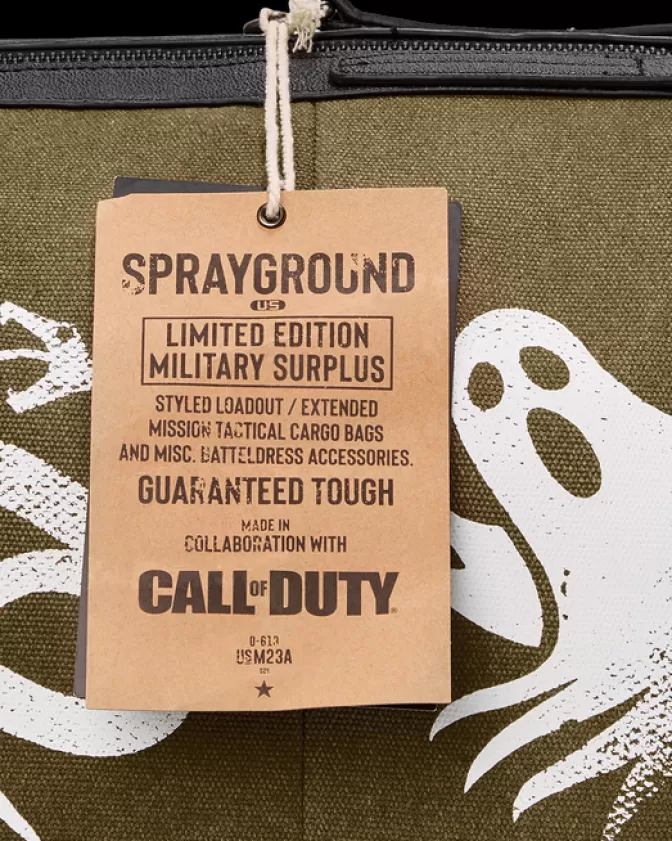 SPRAYGROUND
US
LIMITED EDITION
MILITARY SURPLUS
STYLED LOADOUT / EXTENDED
MISSION TACTICAL CARGO BAGS
AND MISC. BATTELDRESS ACCESSORIES.
GUARANTEED TOUGH
MADE IN
COLLABORATION WITH
CALL OF DUTY®
USM23A